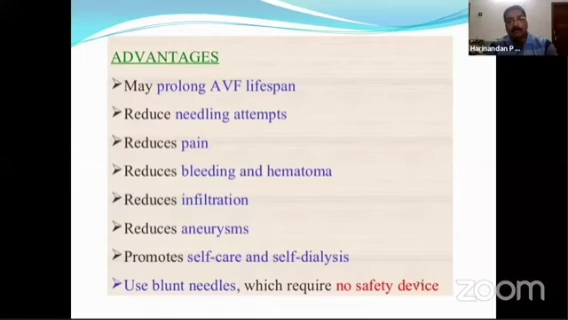 ADVANTAGES
➢May prolong AVF lifespan
➢Reduce needling attempts
➢Reduces pain
➢Reduces bleeding and hematoma
➢Reduces infiltration
➢Reduces aneurysms
➢Promotes self-care and self-dialysis
➢Use blunt needles, which require no safety device
Harinandan P ...
zoom